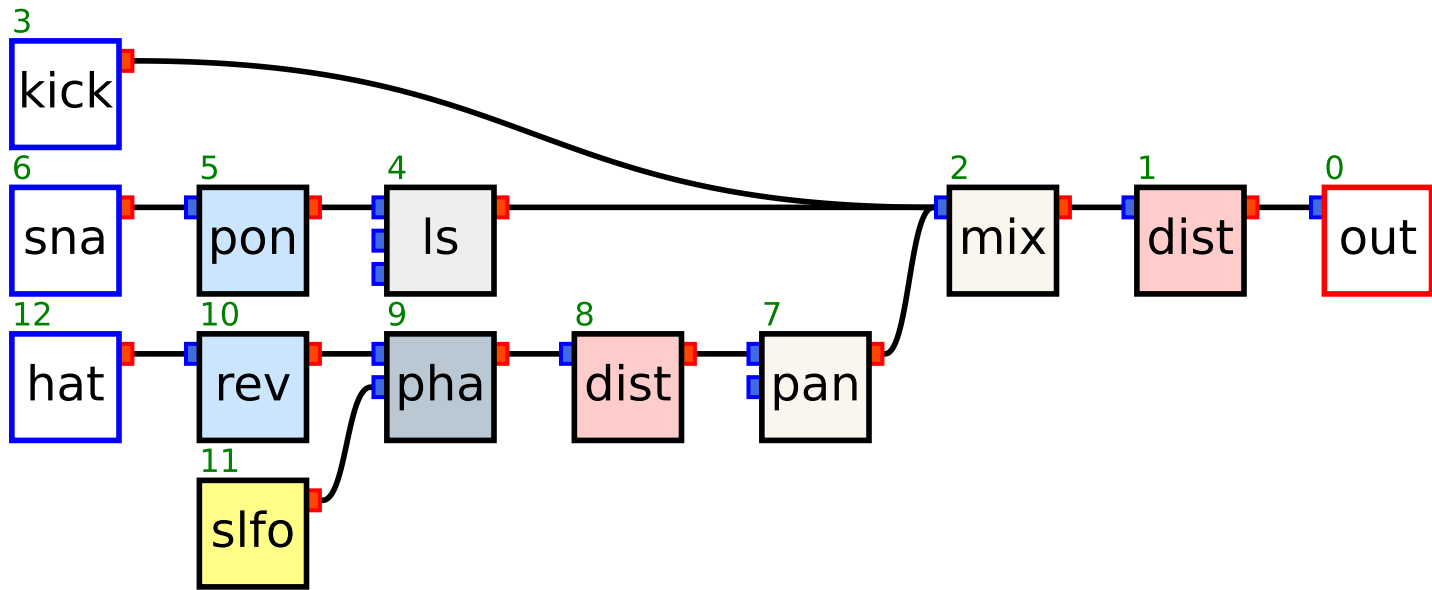 3
kick
6 5 4 2 1 0
sna pon ls mix dist out
12 10 9 8 7
hat rev pha dist pan
11
slfo